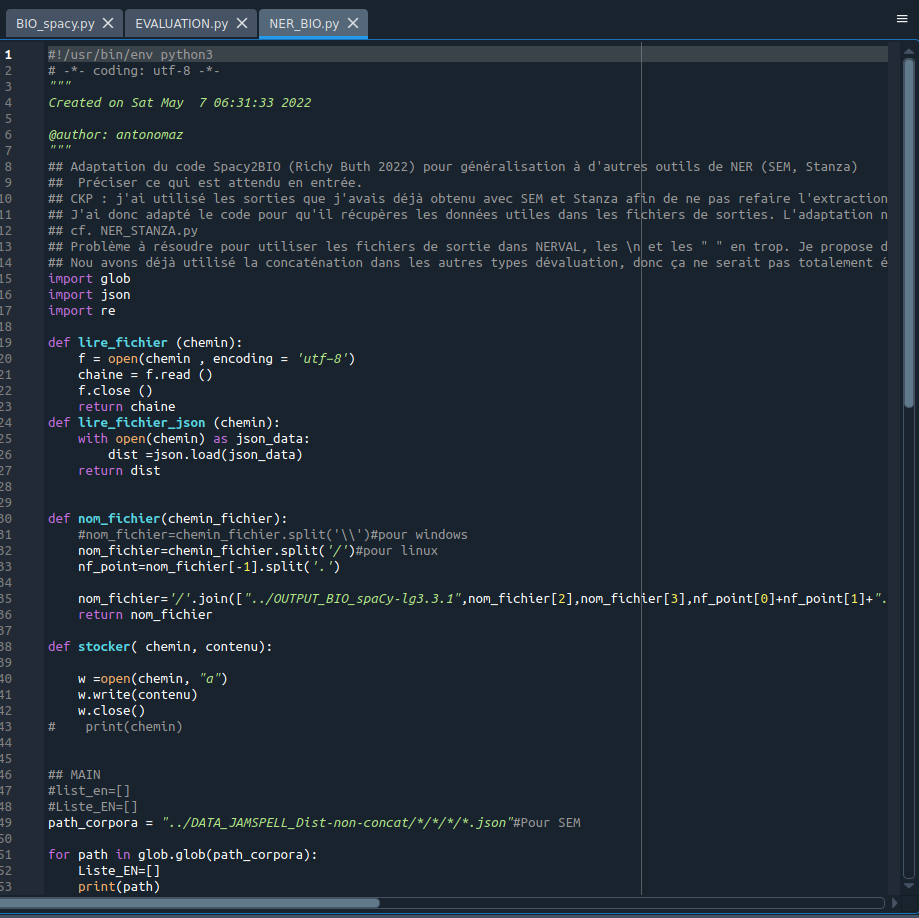 BIO_spacy.py ✕ EVALUATION.py ✕ NER_BIO.py ✕
1 #!/usr/bin/env python3
2 # -*- coding: utf-8 -*-
3 """
4 Created on Sat May  7 06:31:33 2022
5
6 @author: antonomaz
7 """
8 ## Adaptation du code Spacy2BIO (Richy Buth 2022) pour généralisation à d'autres outils de NER (SEM, Stanza)
9 ##  Préciser ce qui est attendu en entrée.
10 ## CKP : j'ai utilisé les sorties que j'avais déjà obtenu avec SEM et Stanza afin de ne pas refaire l'extraction
11 ## J'ai donc adapté le code pour qu'il récupères les données utiles dans les fichiers de sorties. L'adaptation n
12 ## cf. NER_STANZA.py
13 ## Problème à résoudre pour utiliser les fichiers de sortie dans NERVAL, les \n et les " " en trop. Je propose d
14 ## Nou avons déjà utilisé la concaténation dans les autres types dévaluation, donc ça ne serait pas totalement é
15 import glob
16 import json
17 import re
18
19 def lire_fichier (chemin):
20     f = open(chemin , encoding = 'utf-8')
21     chaine = f.read ()
22     f.close ()
23     return chaine
24 def lire_fichier_json (chemin):
25     with open(chemin) as json_data:
26         dist =json.load(json_data)
27     return dist
28
29
30 def nom_fichier(chemin_fichier):
31     #nom_fichier=chemin_fichier.split('\\')#pour windows
32     nom_fichier=chemin_fichier.split('/')#pour linux
33     nf_point=nom_fichier[-1].split('.')
34
35     nom_fichier='/'.join(["../OUTPUT_BIO_spaCy-lg3.3.1",nom_fichier[2],nom_fichier[3],nf_point[0]+nf_point[1]+".
36     return nom_fichier
37
38 def stocker( chemin, contenu):
39
40     w =open(chemin, "a")
41     w.write(contenu)
42     w.close()
43 #    print(chemin)
44
45
46 ## MAIN
47 #list_en=[]
48 #Liste_EN=[]
49 path_corpora = "../DATA_JAMSPELL_Dist-non-concat/*/*/*/*.json"#Pour SEM
50
51 for path in glob.glob(path_corpora):
52     Liste_EN=[]
53     print(path)